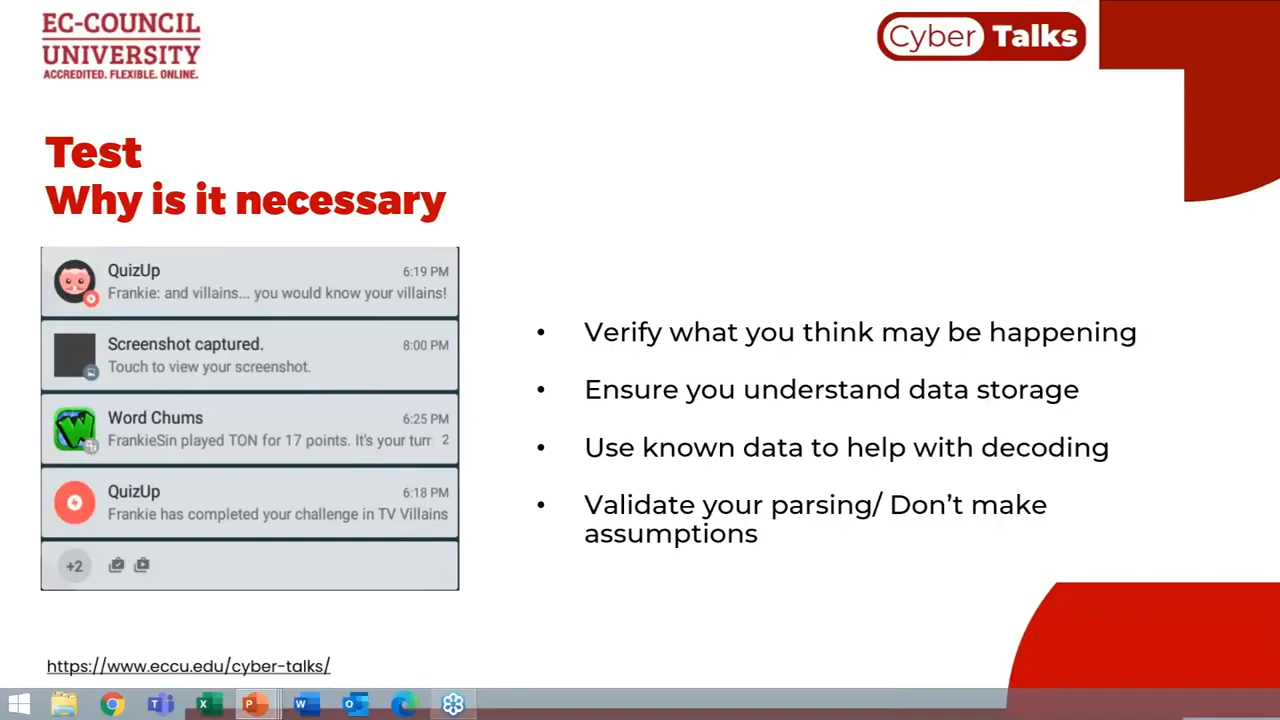 EC-COUNCIL
UNIVERSITY
ACCREDITED. FLEXIBLE. ONLINE.
Cyber Talks
Test
Why is it necessary
QuizUp 6:19 PM
Frankie: and villains... you would know your villains!
Screenshot captured. 8:00 PM
Touch to view your screenshot.
Word Chums 6:25 PM
FrankieSin played TON for 17 points. It's your turr 2
QuizUp 6:18 PM
Frankie has completed your challenge in TV Villains
+2
• Verify what you think may be happening
• Ensure you understand data storage
• Use known data to help with decoding
• Validate your parsing/ Don't make
assumptions
https://www.eccu.edu/cyber-talks/